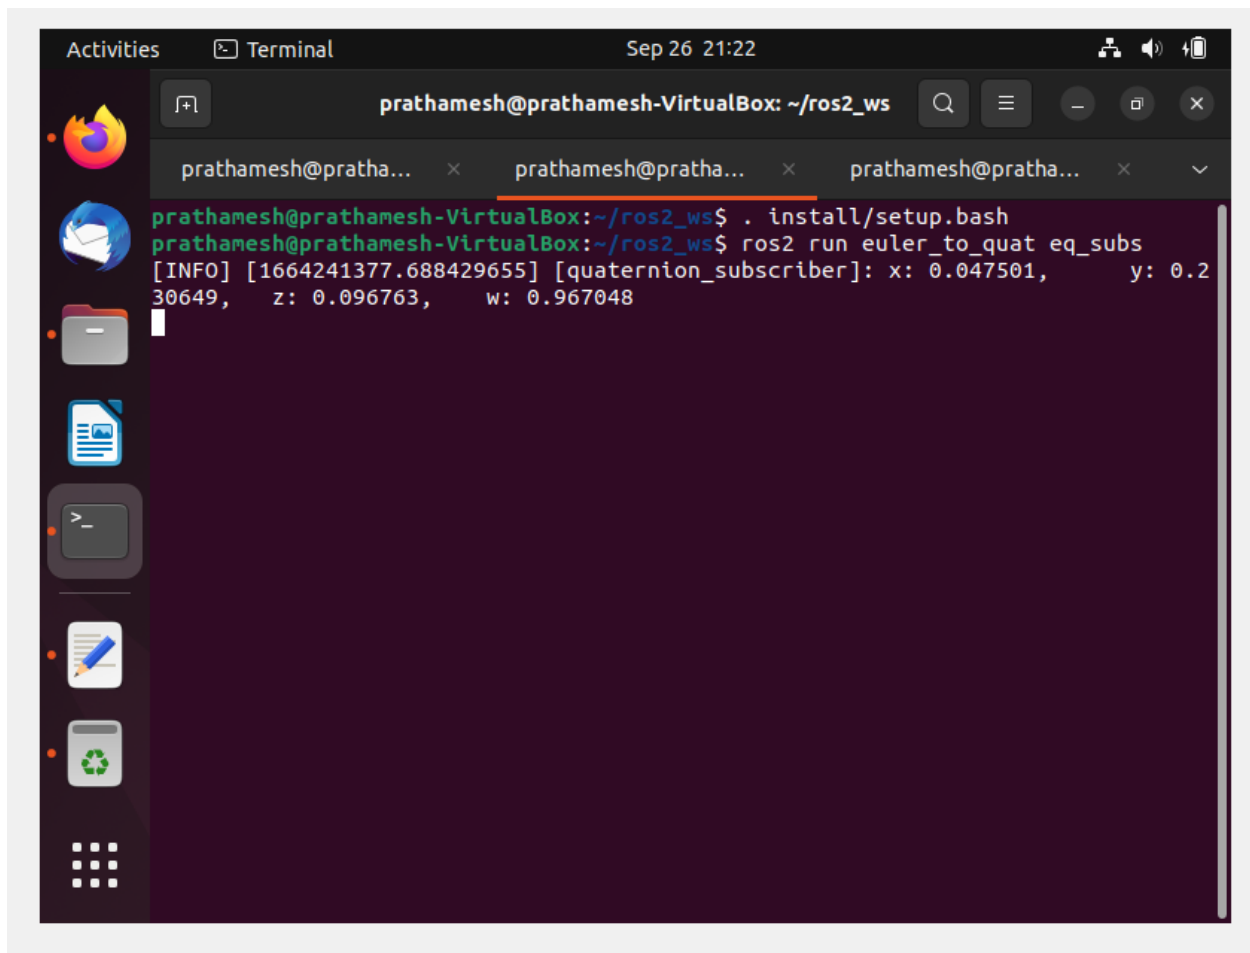 Activities Terminal Sep 26 21:22
prathamesh@prathamesh-VirtualBox: ~/ros2_ws
prathamesh@pratha... prathamesh@pratha... prathamesh@pratha...
prathamesh@prathamesh-VirtualBox:~/ros2_ws$ . install/setup.bash
prathamesh@prathamesh-VirtualBox:~/ros2_ws$ ros2 run euler_to_quat eq_subs
[INFO] [1664241377.688429655] [quaternion_subscriber]: x: 0.047501,      y: 0.2
30649,   z: 0.096763,    w: 0.967048